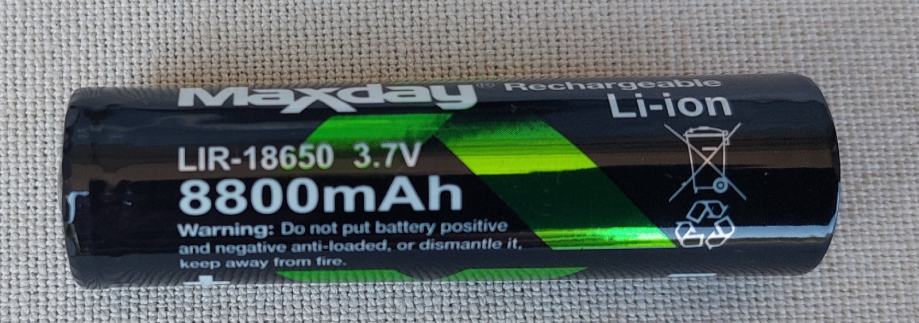 Maxday® Rechargeable
Li-ion
LIR-18650 3.7V
8800mAh
Warning: Do not put battery positive
and negative anti-loaded, or dismantle it,
keep away from fire.
+ −